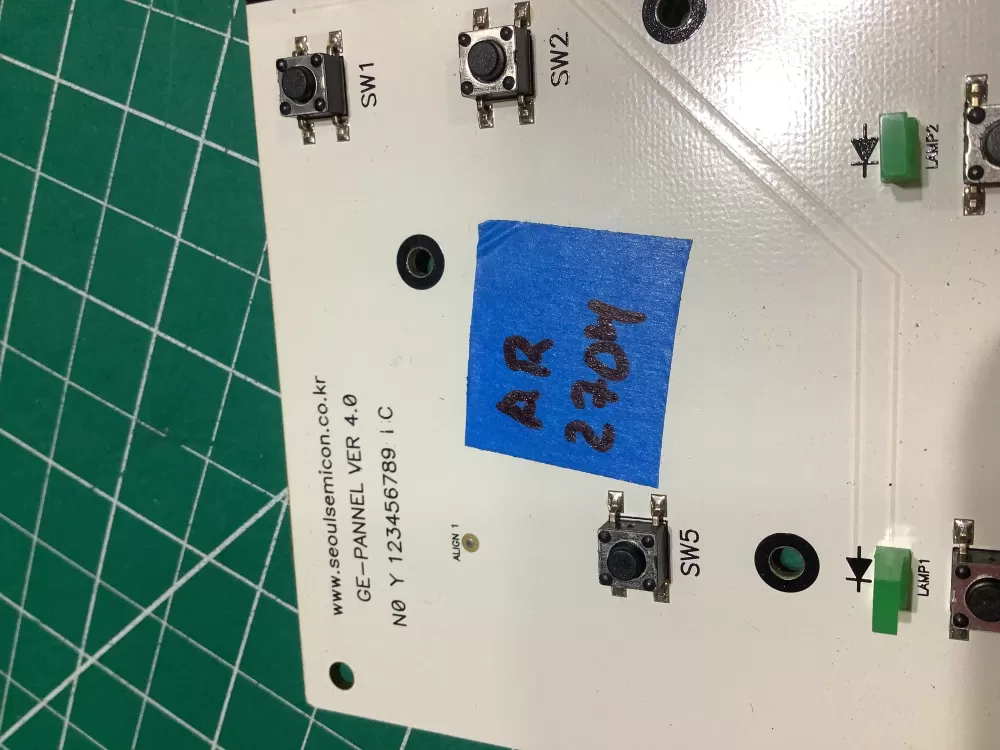 SW1
SW2
LAMP2
AR
www.seoulsemicon.co.kr
GE-PANNEL VER 4.0
NO Y 123456789 I C
ALIGN 1
SW5
LAMP1